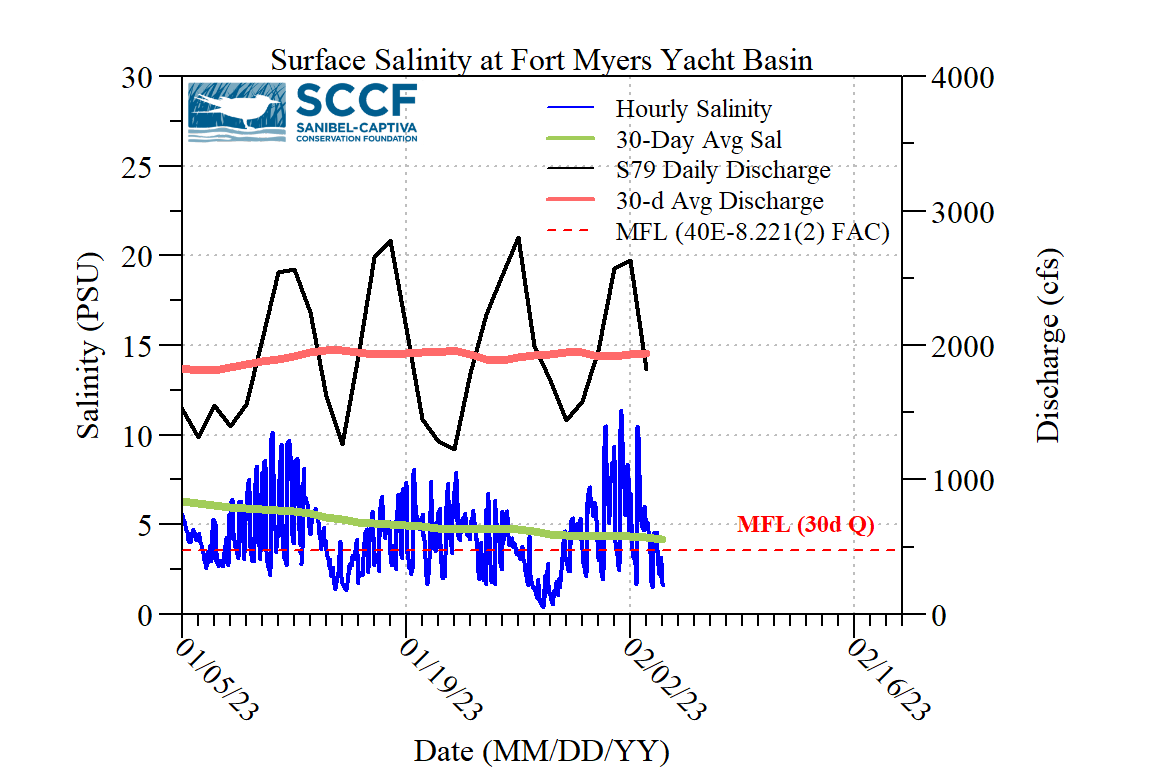 Surface Salinity at Fort Myers Yacht Basin
SCCF
SANIBEL-CAPTIVA
CONSERVATION FOUNDATION
Hourly Salinity
30-Day Avg Sal
S79 Daily Discharge
30-d Avg Discharge
MFL (40E-8.221(2) FAC)
30
25
20
15
10
5
0
Salinity (PSU)
4000
3000
2000
1000
0
Discharge (cfs)
MFL (30d Q)
01/05/23
01/19/23
02/02/23
02/16/23
Date (MM/DD/YY)